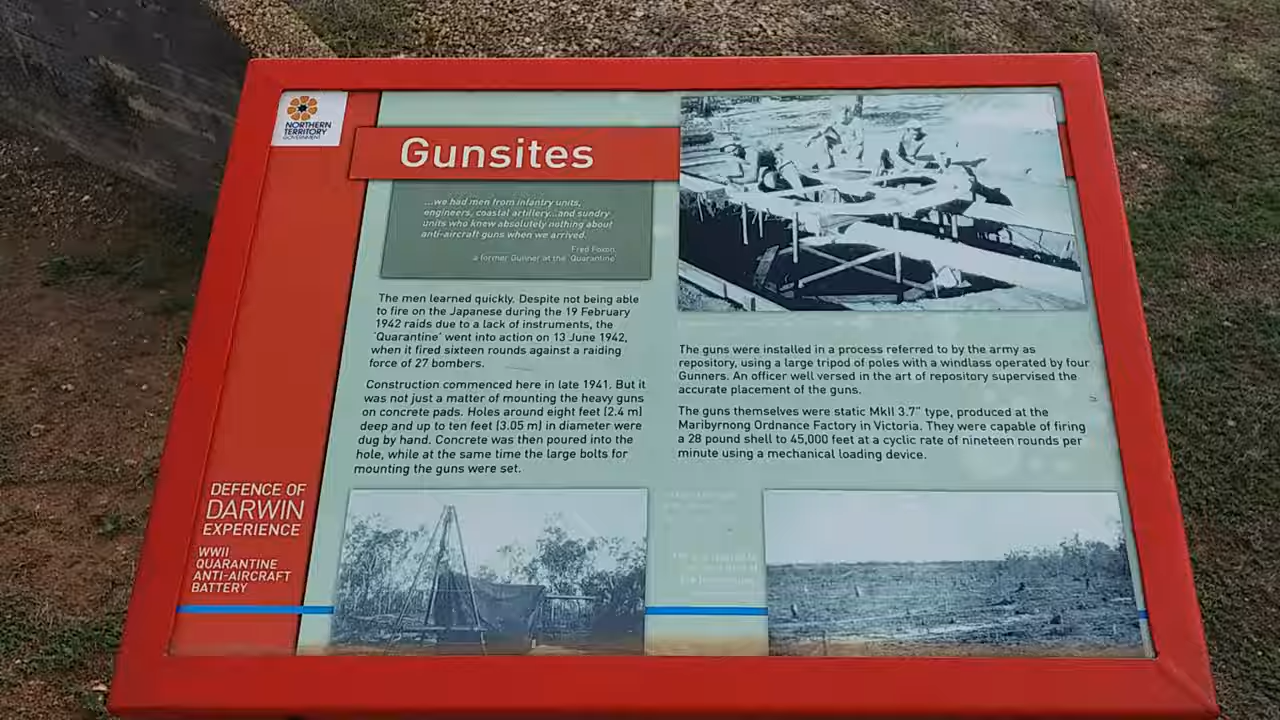 NORTHERN
TERRITORY
GOVERNMENT
Gunsites
...we had men from infantry units,
engineers, coastal artillery...and sundry
units who knew absolutely nothing about
anti-aircraft guns when we arrived.
Fred Foxon,
a former Gunner at the 'Quarantine'
The men learned quickly. Despite not being able
to fire on the Japanese during the 19 February
1942 raids due to a lack of instruments, the
'Quarantine' went into action on 13 June 1942,
when it fired sixteen rounds against a raiding
force of 27 bombers.
Construction commenced here in late 1941. But it
was not just a matter of mounting the heavy guns
on concrete pads. Holes around eight feet (2.4 m)
deep and up to ten feet (3.05 m) in diameter were
dug by hand. Concrete was then poured into the
hole, while at the same time the large bolts for
mounting the guns were set.
The guns were installed in a process referred to by the army as
repository, using a large tripod of poles with a windlass operated by four
Gunners. An officer well versed in the art of repository supervised the
accurate placement of the guns.
The guns themselves were static MkII 3.7" type, produced at the
Maribyrnong Ordnance Factory in Victoria. They were capable of firing
a 28 pound shell to 45,000 feet at a cyclic rate of nineteen rounds per
minute using a mechanical loading device.
DEFENCE OF
DARWIN
EXPERIENCE
WWII
QUARANTINE
ANTI-AIRCRAFT
BATTERY